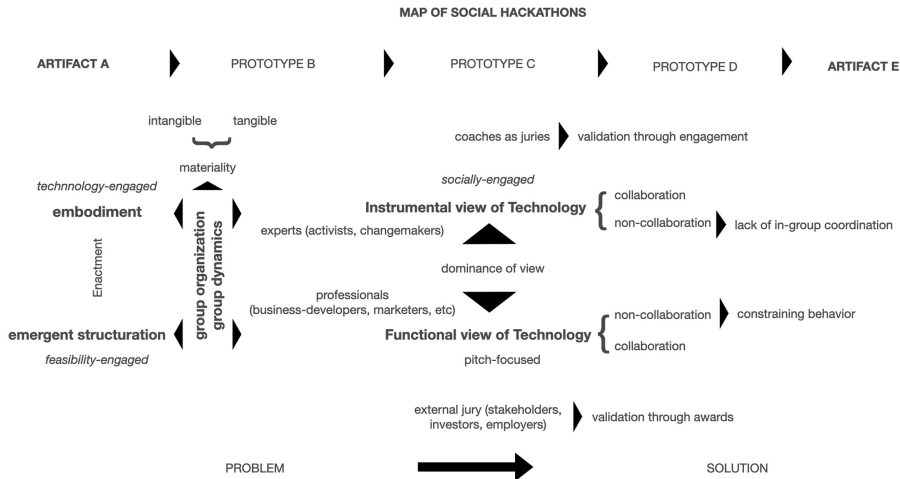 MAP OF SOCIAL HACKATHONS
ARTIFACT A
PROTOTYPE B
PROTOTYPE C
PROTOTYPE D
ARTIFACT E
intangible
tangible
materiality
technnology-engaged
embodiment
Enactment
emergent structuration
feasibility-engaged
group organization
group dynamics
coaches as juries
validation through engagement
socially-engaged
Instrumental view of Technology
experts (activists, changemakers)
collaboration
non-collaboration
lack of in-group coordination
dominance of view
professionals
(business-developers, marketers, etc)
Functional view of Technology
pitch-focused
non-collaboration
constraining behavior
collaboration
external jury (stakeholders,
investors, employers)
validation through awards
PROBLEM
SOLUTION